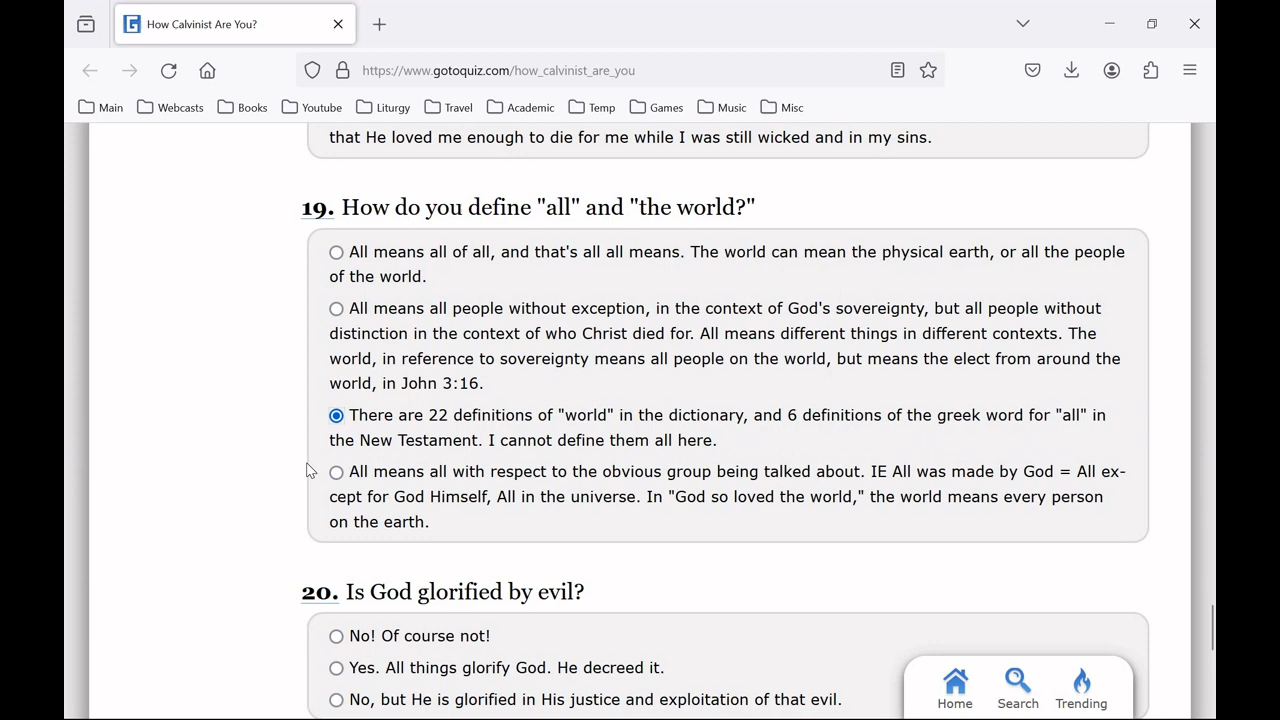 How Calvinist Are You?
https://www.gotoquiz.com/how_calvinist_are_you
Main Webcasts Books Youtube Liturgy Travel Academic Temp Games Music Misc
that He loved me enough to die for me while I was still wicked and in my sins.
19. How do you define "all" and "the world?"
All means all of all, and that's all all means. The world can mean the physical earth, or all the people
of the world.
All means all people without exception, in the context of God's sovereignty, but all people without
distinction in the context of who Christ died for. All means different things in different contexts. The
world, in reference to sovereignty means all people on the world, but means the elect from around the
world, in John 3:16.
There are 22 definitions of "world" in the dictionary, and 6 definitions of the greek word for "all" in
the New Testament. I cannot define them all here.
All means all with respect to the obvious group being talked about. IE All was made by God = All ex-
cept for God Himself, All in the universe. In "God so loved the world," the world means every person
on the earth.
20. Is God glorified by evil?
No! Of course not!
Yes. All things glorify God. He decreed it.
No, but He is glorified in His justice and exploitation of that evil.
Home Search Trending